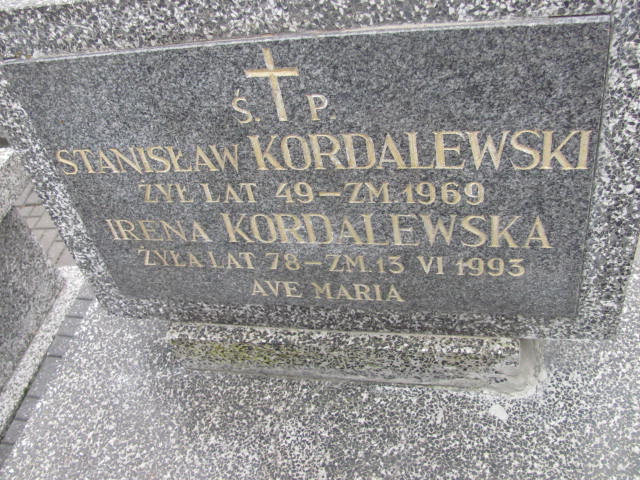 Ś. P
STANISŁAW KORDALEWSKI
ŻYŁ LAT 49-ZM. 1969
IRENA KORDALEWSKA
ŻYŁA LAT 78-ZM. 13 VI 1993
AVE MARIA